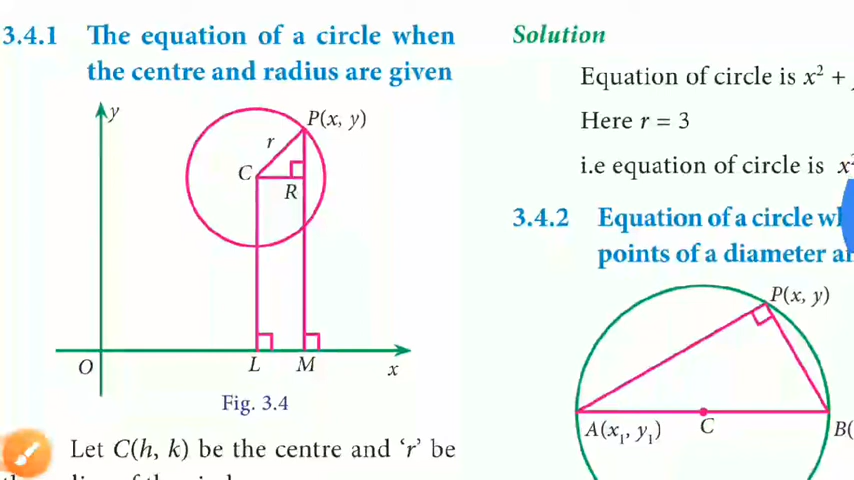 3.4.1 The equation of a circle when
the centre and radius are given
y
P(x, y)
r
C
R
O
L
M
x
Fig. 3.4
Let C(h, k) be the centre and ‘r’ be
Solution
Equation of circle is x² +
Here r = 3
i.e equation of circle is x²
3.4.2 Equation of a circle
points of a diameter
P(x, y)
A(x₁, y₁)
C
B(